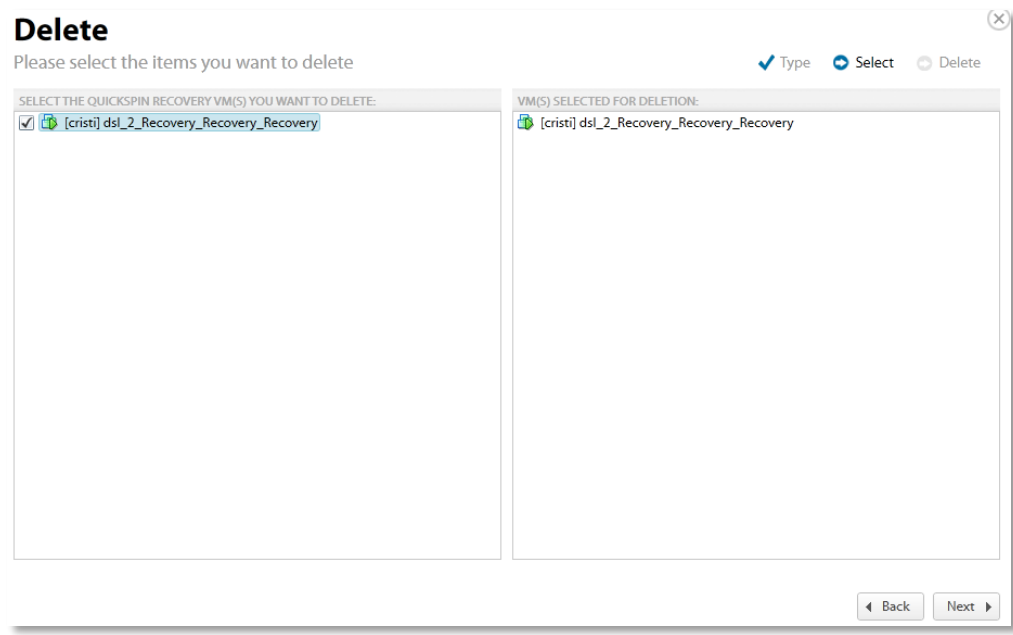 Delete
Please select the items you want to delete
Type
Select
Delete
SELECT THE QUICKSPIN RECOVERY VM(S) YOU WANT TO DELETE:
[cristi] dsl_2_Recovery_Recovery_Recovery
VM(S) SELECTED FOR DELETION:
[cristi] dsl_2_Recovery_Recovery_Recovery
Back
Next